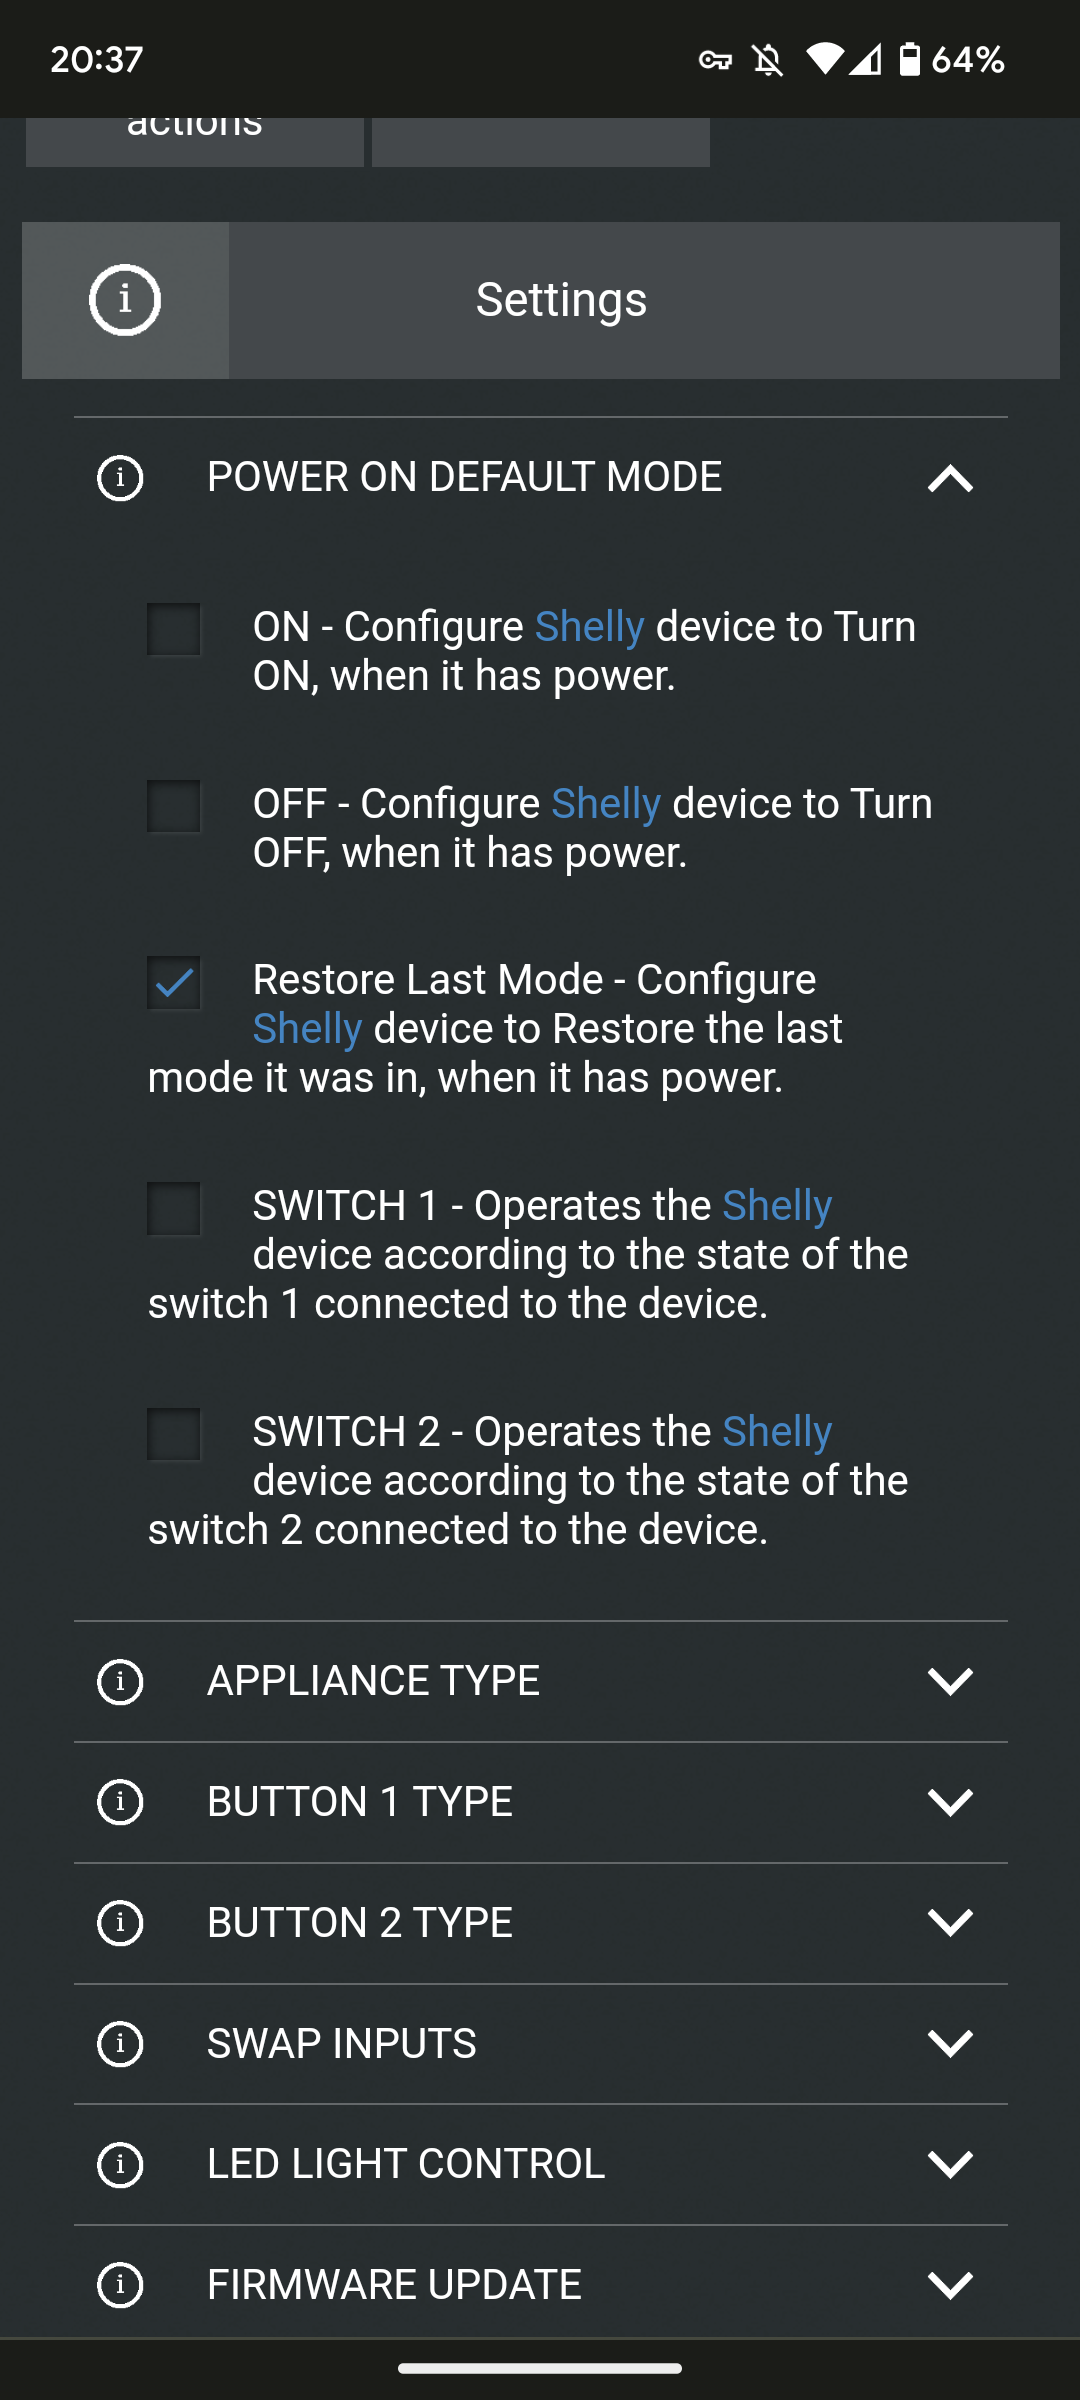 20:37
64%
actions
Settings
POWER ON DEFAULT MODE
ON - Configure Shelly device to Turn
ON, when it has power.
OFF - Configure Shelly device to Turn
OFF, when it has power.
Restore Last Mode - Configure
Shelly device to Restore the last
mode it was in, when it has power.
SWITCH 1 - Operates the Shelly
device according to the state of the
switch 1 connected to the device.
SWITCH 2 - Operates the Shelly
device according to the state of the
switch 2 connected to the device.
APPLIANCE TYPE
BUTTON 1 TYPE
BUTTON 2 TYPE
SWAP INPUTS
LED LIGHT CONTROL
FIRMWARE UPDATE